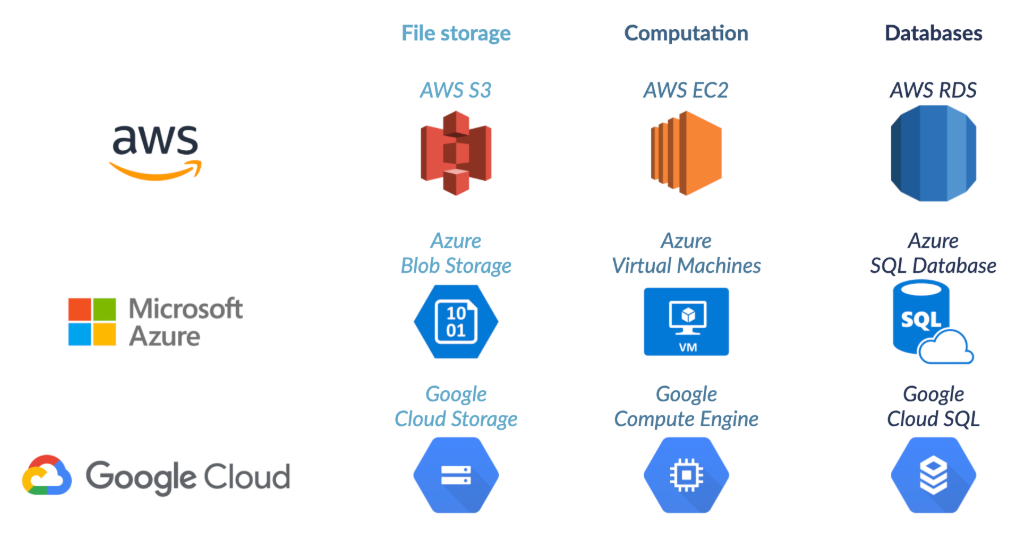 File storage
Computation
Databases
AWS S3
AWS EC2
AWS RDS
aws
Azure
Blob Storage
Azure
Virtual Machines
Azure
SQL Database
Microsoft
Azure
10
01
VM
SQL
Google
Cloud Storage
Google
Compute Engine
Google
Cloud SQL
Google Cloud